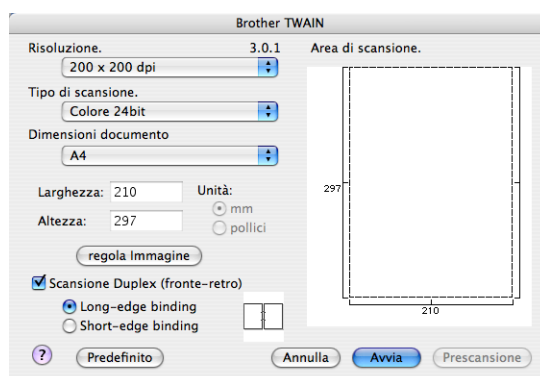 Brother TWAIN
Risoluzione.
3.0.1
200 x 200 dpi
Tipo di scansione.
Colore 24bit
Dimensioni documento
A4
Larghezza: 210
Altezza: 297
Unità:
mm
pollici
regola Immagine
Scansione Duplex (fronte-retro)
Long-edge binding
Short-edge binding
? Predefinito
Area di scansione.
297
210
Annulla Avvia Prescansione